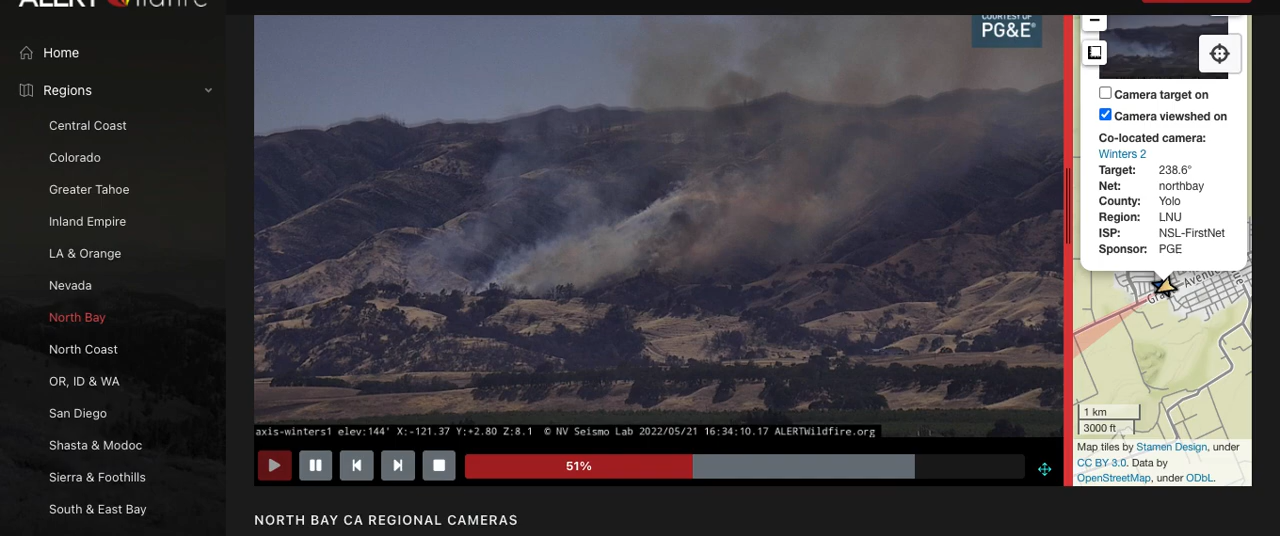 ALERT Wildfire
Home
Regions
Central Coast
Colorado
Greater Tahoe
Inland Empire
LA & Orange
Nevada
North Bay
North Coast
OR, ID & WA
San Diego
Shasta & Modoc
Sierra & Foothills
South & East Bay
COURTESY OF
PG&E®
axis-winters1 elev:144' X:-121.37 Y:+2.80 Z:8.1 © NV Seismo Lab 2022/05/21 16:34:10.17 ALERTWildfire.org
51%
NORTH BAY CA REGIONAL CAMERAS
Camera target on
Camera viewshed on
Co-located camera:
Winters 2
Target: 238.6°
Net: northbay
County: Yolo
Region: LNU
ISP: NSL-FirstNet
Sponsor: PGE
1 km
3000 ft
Map tiles by Stamen Design, under
CC BY 3.0. Data by
OpenStreetMap, under ODbL.